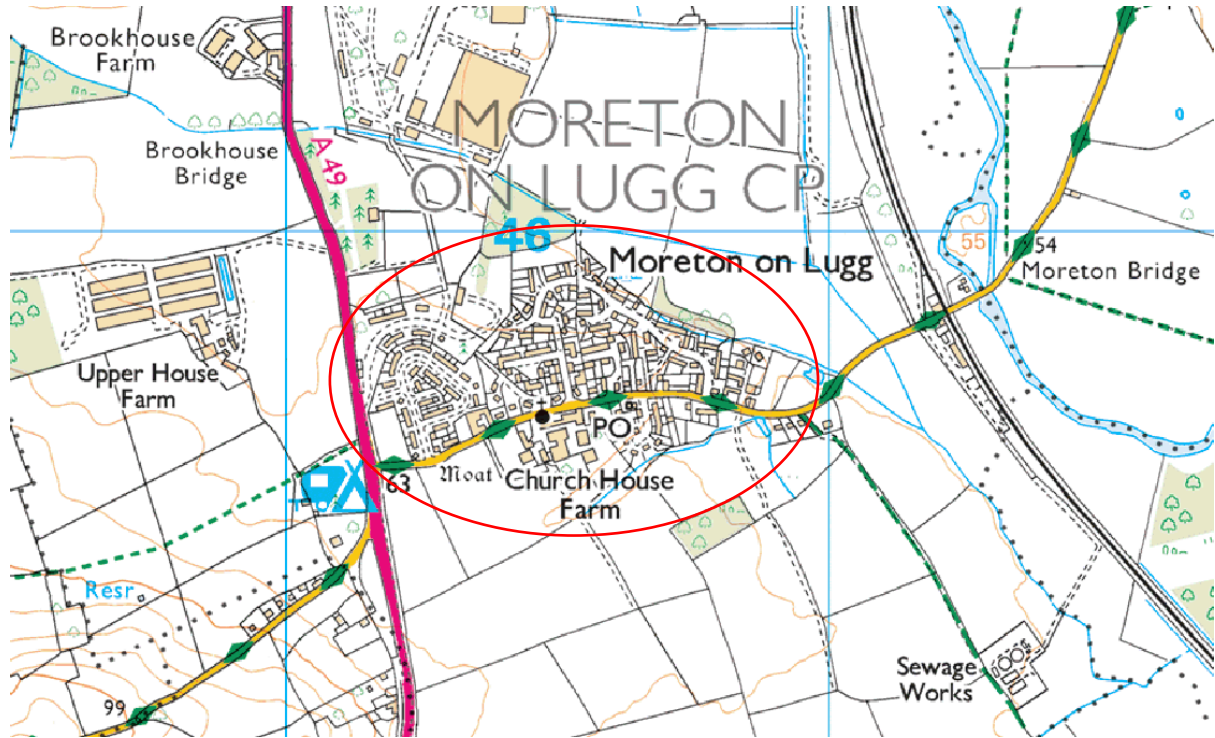 Brookhouse
Farm
MORETON
ON LUGG CP
Brookhouse
Bridge
A 49
46
Moreton on Lugg
55
54
Moreton Bridge
Upper House
Farm
PO
63
Moat
Church House
Farm
Resr
Sewage
Works
99